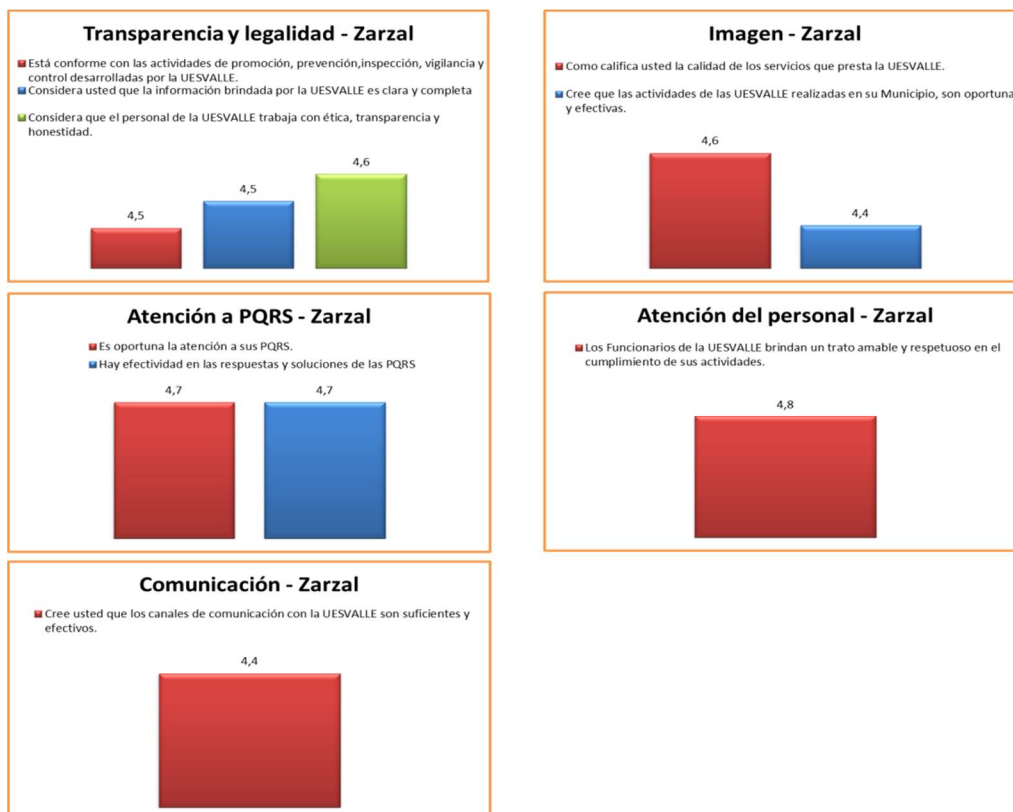 Transparencia y legalidad - Zarzal
Está conforme con las actividades de promoción, prevención,inspección, vigilancia y
control desarrolladas por la UESVALLE.
Considera usted que la información brindada por la UESVALLE es clara y completa
Considera que el personal de la UESVALLE trabaja con ética, transparencia y
honestidad.
4,5
4,5
4,6
Imagen - Zarzal
Como califica usted la calidad de los servicios que presta la UESVALLE.
Cree que las actividades de las UESVALLE realizadas en su Municipio, son oportuna
y efectivas.
4,6
4,4
Atención a PQRS - Zarzal
Es oportuna la atención a sus PQRS.
Hay efectividad en las respuestas y soluciones de las PQRS
4,7
4,7
Atención del personal - Zarzal
Los Funcionarios de la UESVALLE brindan un trato amable y respetuoso en el
cumplimiento de sus actividades.
4,8
Comunicación - Zarzal
Cree usted que los canales de comunicación con la UESVALLE son suficientes y
efectivos.
4,4